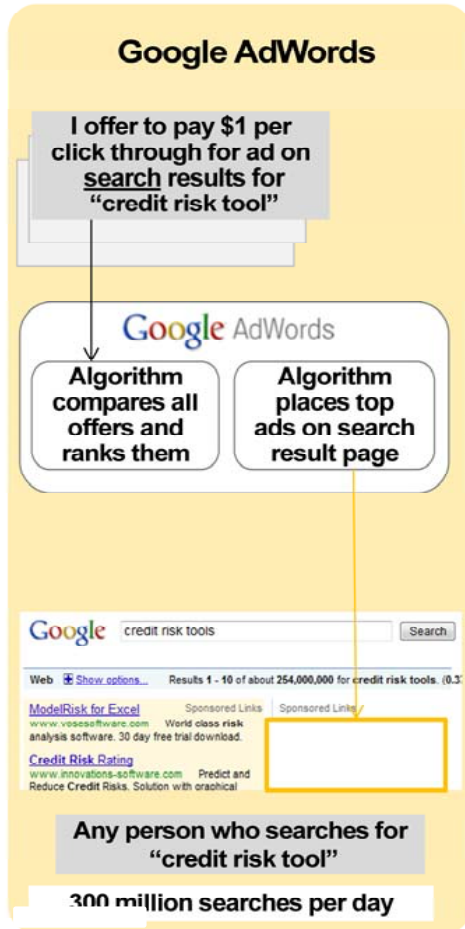 Google AdWords
I offer to pay $1 per
click through for ad on
search results for
“credit risk tool”
Google AdWords
Algorithm
compares all
offers and
ranks them
Algorithm
places top
ads on search
result page
Google credit risk tools Search
Web Show options... Results 1 - 10 of about 254,000,000 for credit risk tools. (0.3
ModelRisk for Excel Sponsored Links
www.vosesoftware.com World class risk
analysis software. 30 day free trial download.
Credit Risk Rating
www.innovations-software.com Predict and
Reduce Credit Risks. Solution with graphical
Sponsored Links
Any person who searches for
“credit risk tool”
300 million searches per day